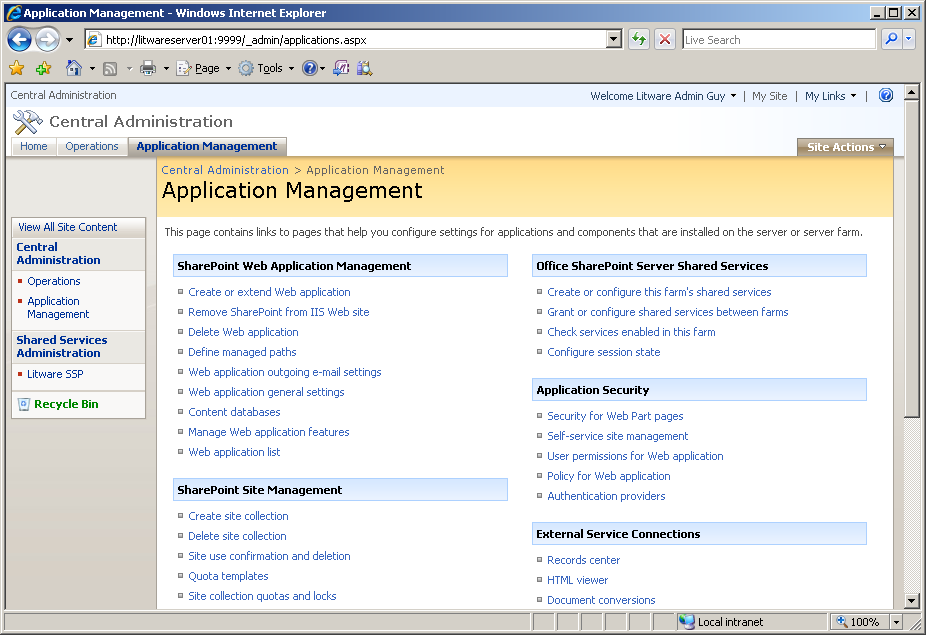 Application Management - Windows Internet Explorer
http://litwareserver01:9999/_admin/applications.aspx
Live Search
Page
Tools
Central Administration
Welcome Litware Admin Guy | My Site | My Links |
Central Administration
Home Operations Application Management
Site Actions
Central Administration > Application Management
Application Management
View All Site Content
Central
Administration
Operations
Application
Management
Shared Services
Administration
Litware SSP
Recycle Bin
This page contains links to pages that help you configure settings for applications and components that are installed on the server or server farm.
SharePoint Web Application Management
Create or extend Web application
Remove SharePoint from IIS Web site
Delete Web application
Define managed paths
Web application outgoing e-mail settings
Web application general settings
Content databases
Manage Web application features
Web application list
SharePoint Site Management
Create site collection
Delete site collection
Site use confirmation and deletion
Quota templates
Site collection quotas and locks
Office SharePoint Server Shared Services
Create or configure this farm's shared services
Grant or configure shared services between farms
Check services enabled in this farm
Configure session state
Application Security
Security for Web Part pages
Self-service site management
User permissions for Web application
Policy for Web application
Authentication providers
External Service Connections
Records center
HTML viewer
Document conversions
Local intranet
100%